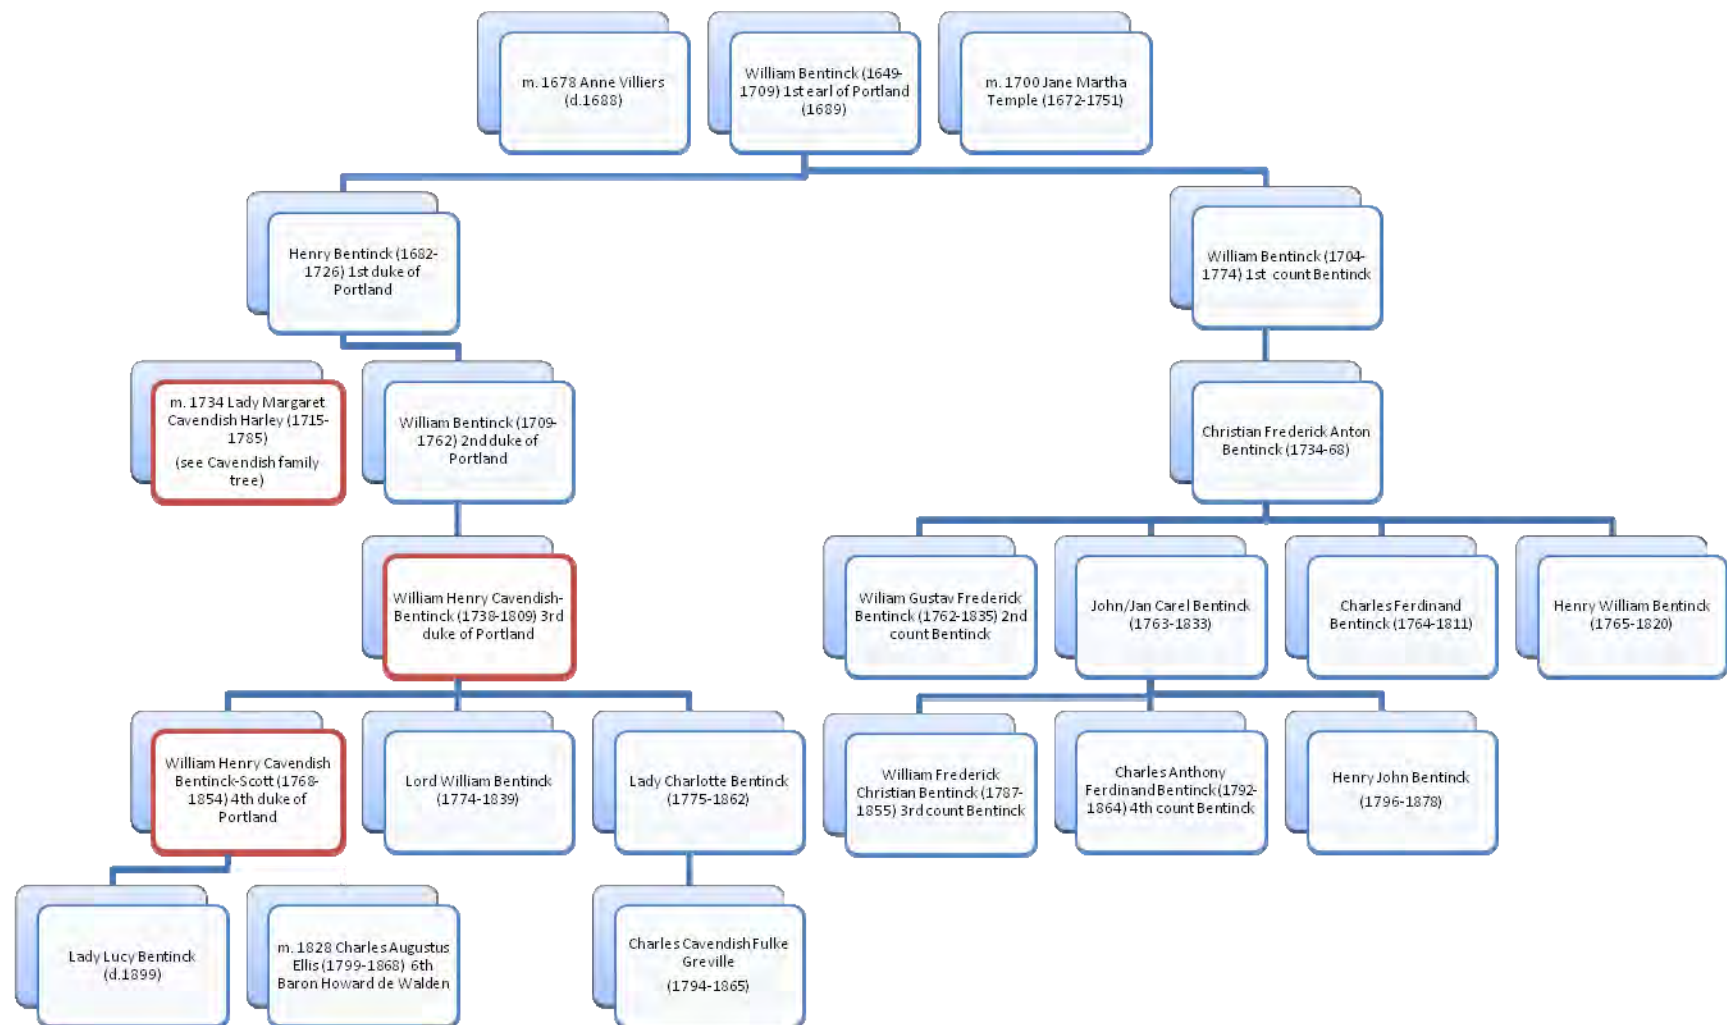 m. 1678 Anne Villiers
(d.1688)
William Bentinck (1649-
1709) 1st earl of Portland
(1689)
m. 1700 Jane Martha
Temple (1672-1751)
Henry Bentinck (1682-
1726) 1st duke of
Portland
William Bentinck (1704-
1774) 1st count Bentinck
m. 1734 Lady Margaret
Cavendish Harley (1715-
1785)
(see Cavendish family
tree)
William Bentinck (1709-
1762) 2nd duke of
Portland
Christian Frederick Anton
Bentinck (1734-68)
William Henry Cavendish-
Bentinck (1738-1809) 3rd
duke of Portland
Wiliam Gustav Frederick
Bentinck (1762-1835) 2nd
count Bentinck
John/Jan Carel Bentinck
(1763-1833)
Charles Ferdinand
Bentinck (1764-1811)
Henry William Bentinck
(1765-1820)
William Henry Cavendish
Bentinck-Scott (1768-
1854) 4th duke of
Portland
Lord William Bentinck
(1774-1839)
Lady Charlotte Bentinck
(1775-1862)
William Frederick
Christian Bentinck (1787-
1855) 3rd count Bentinck
Charles Anthony
Ferdinand Bentinck (1792-
1864) 4th count Bentinck
Henry John Bentinck
(1796-1878)
Lady Lucy Bentinck
(d.1899)
m. 1828 Charles Augustus
Ellis (1799-1868) 6th
Baron Howard de Walden
Charles Cavendish Fulke
Greville
(1794-1865)